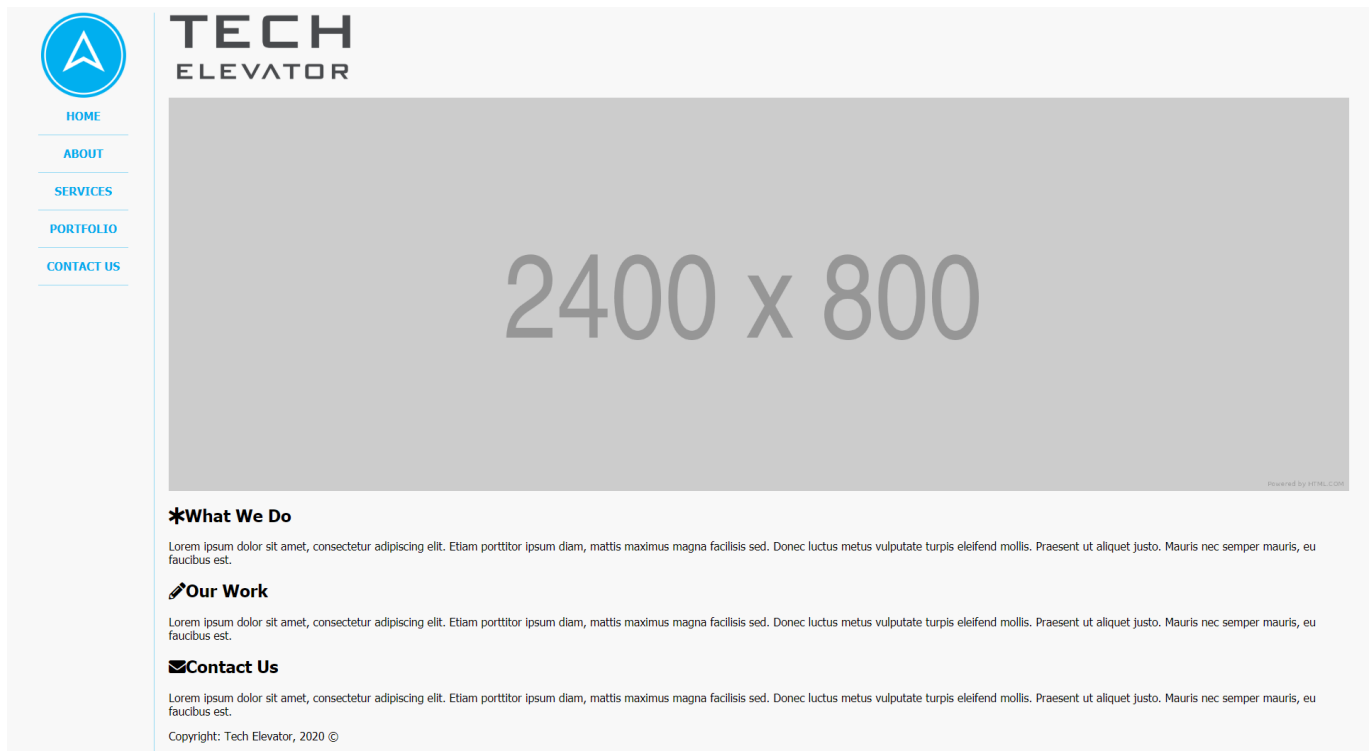 TECH
ELEVATOR
HOME
ABOUT
SERVICES
PORTFOLIO
CONTACT US
2400 x 800
Powered by HTML.COM
What We Do
Lorem ipsum dolor sit amet, consectetur adipiscing elit. Etiam porttitor ipsum diam, mattis maximus magna facilisis sed. Donec luctus metus vulputate turpis eleifend mollis. Praesent ut aliquet justo. Mauris nec semper mauris, eu
faucibus est.
Our Work
Lorem ipsum dolor sit amet, consectetur adipiscing elit. Etiam porttitor ipsum diam, mattis maximus magna facilisis sed. Donec luctus metus vulputate turpis eleifend mollis. Praesent ut aliquet justo. Mauris nec semper mauris, eu
faucibus est.
Contact Us
Lorem ipsum dolor sit amet, consectetur adipiscing elit. Etiam porttitor ipsum diam, mattis maximus magna facilisis sed. Donec luctus metus vulputate turpis eleifend mollis. Praesent ut aliquet justo. Mauris nec semper mauris, eu
faucibus est.
Copyright: Tech Elevator, 2020 ©